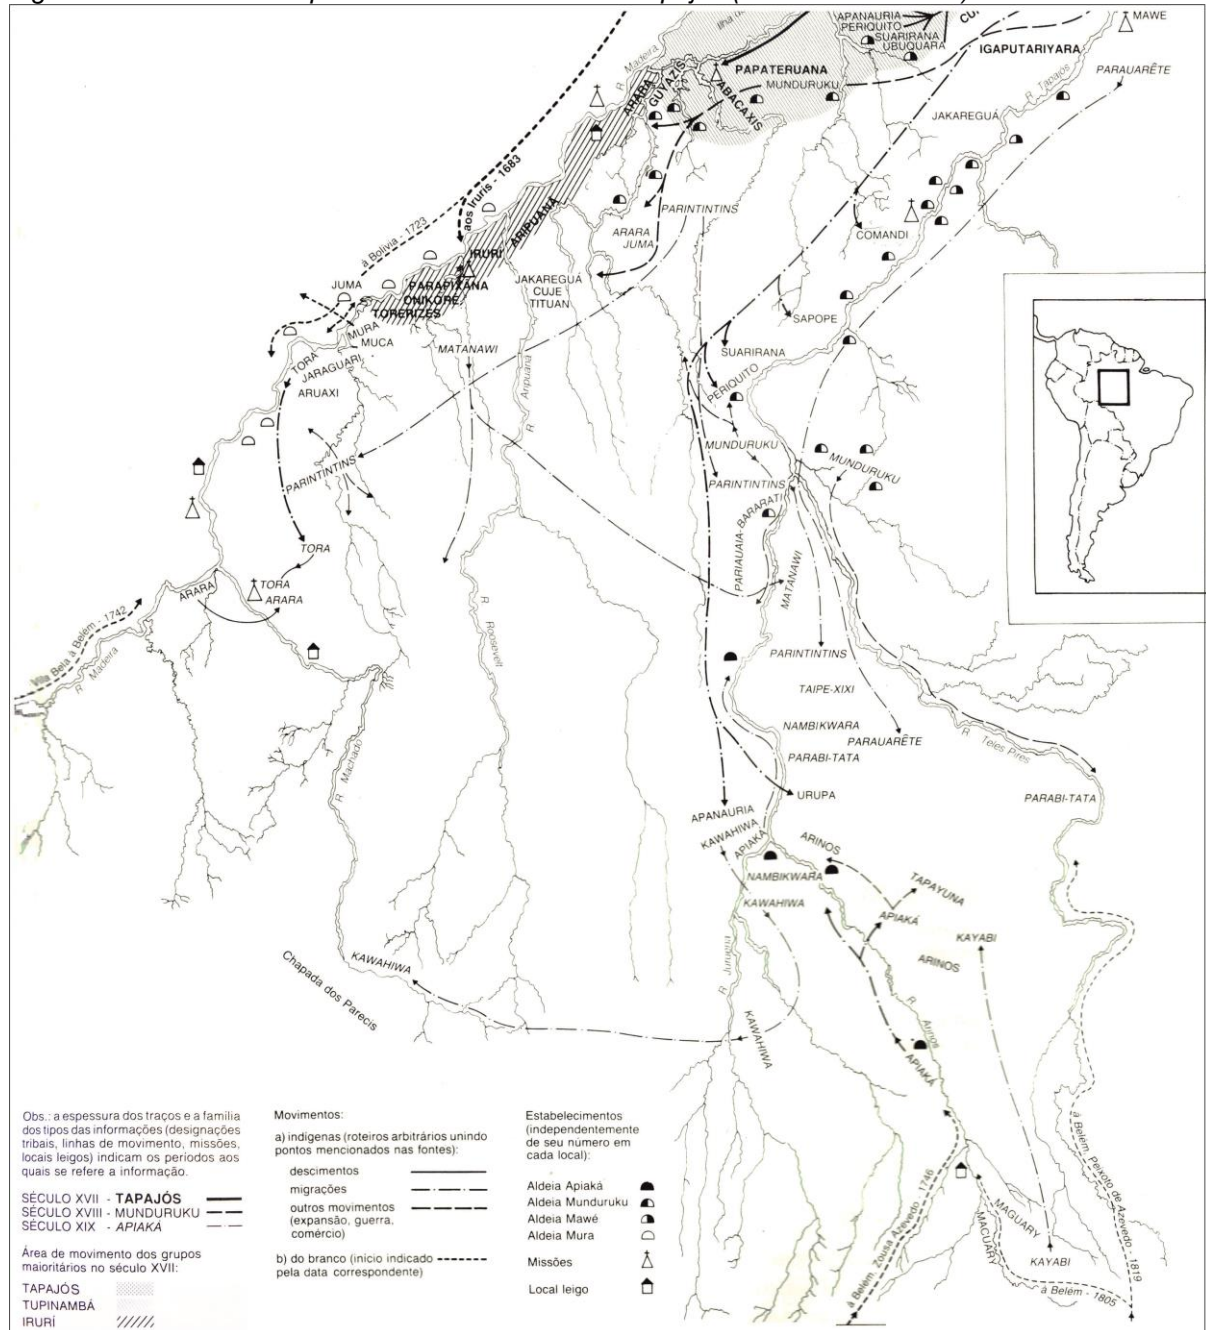 APANAURIA
PERIQUITO
SUARIRANA
UBUQUARA
CU
MAWE
IGAPUTARIYARA
PARAUARÊTE
R Tapajós
JAKAREGUÁ
R Madeira
PAPATERUANA
MUNDURUKU
ARARA
GUYAZIS
ABACAXIS
aos Iruris - 1683
à Bolívia - 1723
ARIPUANÃ
PARINTINTINS
ARARA
JUMA
COMANDI
IRURI
JUMA
PARAPIXANA
ONIKORE
TORERIZES
JAKAREGUÁ
CUJE
TITUAN
SAPOPE
MURA
MUCA
MATANAWI
TORA
JARAGUARI
ARUAXI
R Aripuanã
SUARIRANA
PERIQUITO
MUNDURUKU
MUNDURUKU
PARINTINTINS
PARINTINTINS
PARIAUAIA-BARARATI
TORA
TORA
ARARA
ARARA
MATANAWI
Vila Bela à Belém - 1742
R Madeira
R Roosevelt
PARINTINTINS
TAIPE-XIXI
NAMBIKWARA
PARAUARÊTE
R Teles Pires
PARABI-TATA
R Machado
URUPA
PARABI-TATA
APANAURIA
KAWAHIWA
APIAKÁ
ARINOS
NAMBIKWARA
TAPAYUNA
KAWAHIWA
APIAKÁ
KAYABI
KAWAHIWA
ARINOS
Chapada dos Parecis
R Juruena
R Arinos
KAWAHIWA
APIAKÁ
à Belém. Zousa Azevedo - 1746
MAGUARY
MACUARY
KAYABI
à Belém - 1805
à Belém. Peixoto de Azevedo - 1819
Obs.: a espessura dos traços e a família
dos tipos das informações (designações
tribais, linhas de movimento, missões,
locais leigos) indicam os periodos aos
quais se refere a informação.
SÉCULO XVII - TAPAJÓS
SÉCULO XVIII - MUNDURUKU
SÉCULO XIX - APIAKÁ
Área de movimento dos grupos
maioritários no século XVII:
TAPAJÓS
TUPINAMBÁ
IRURÍ
Movimentos:
a) indígenas (roteiros arbitrários unindo
pontos mencionados nas fontes):
descimentos
migrações
outros movimentos
(expansão, guerra,
comércio)
b) do branco (início indicado
pela data correspondente)
Estabelecimentos
(independentemente
de seu número em
cada local):
Aldeia Apiaká
Aldeia Munduruku
Aldeia Mawé
Aldeia Mura
Missões
Local leigo